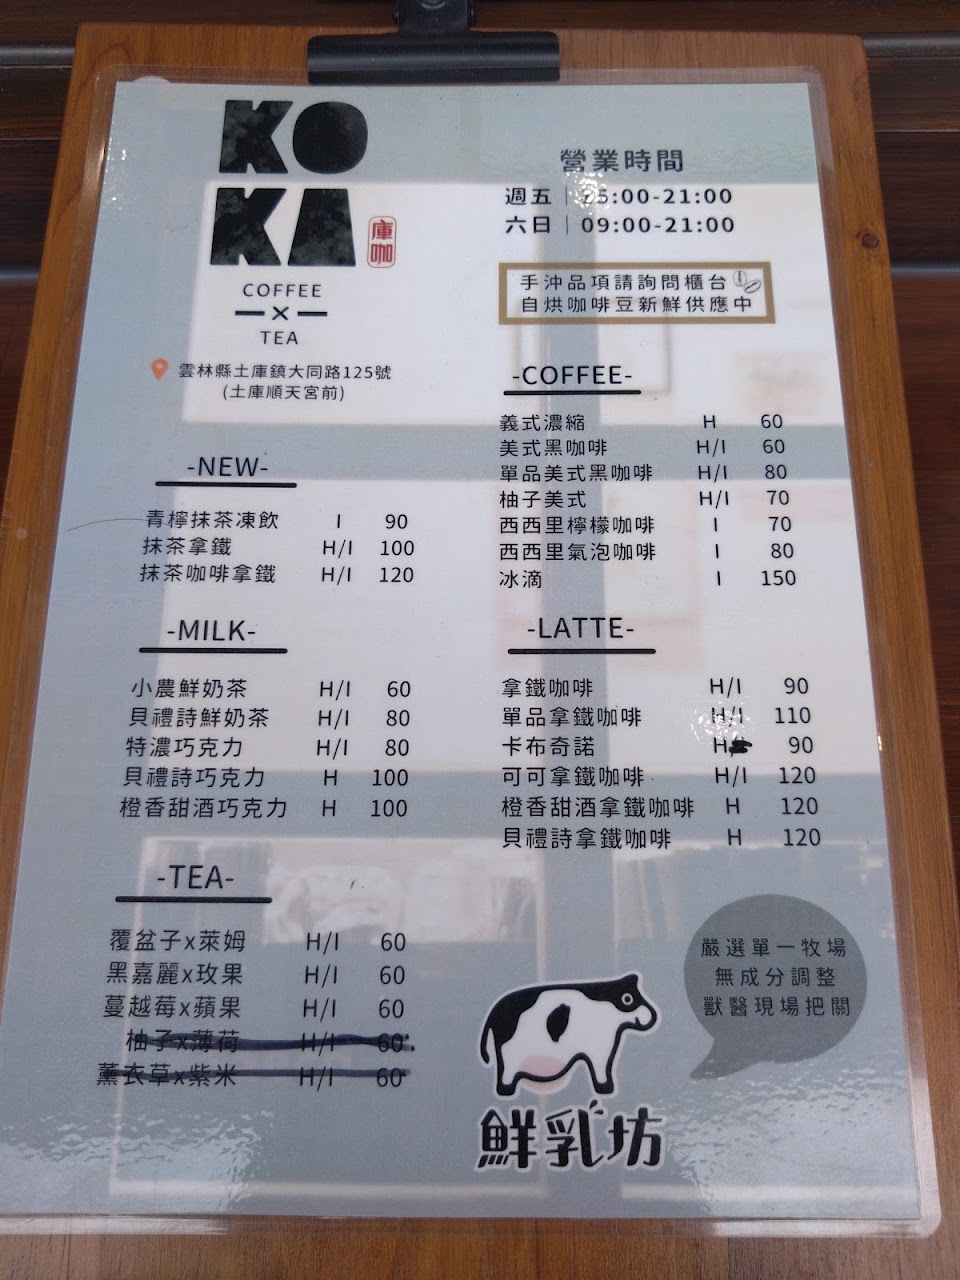 KO
KA
庫咖
COFFEE
×
TEA
雲林縣土庫鎮大同路125號
(土庫順天宮前)
營業時間
週五|15:00-21:00
六日|09:00-21:00
手沖品項請詢問櫃台
自烘咖啡豆新鮮供應中
-NEW-
青檸抹茶凍飲 I 90
抹茶拿鐵 H/I 100
抹茶咖啡拿鐵 H/I 120
-MILK-
小農鮮奶茶 H/I 60
貝禮詩鮮奶茶 H/I 80
特濃巧克力 H/I 80
貝禮詩巧克力 H 100
橙香甜酒巧克力 H 100
-TEA-
覆盆子x萊姆 H/I 60
黑嘉麗x玫果 H/I 60
蔓越莓x蘋果 H/I 60
柚子x薄荷 H/I 60
薰衣草x紫米 H/I 60
-COFFEE-
義式濃縮 H 60
美式黑咖啡 H/I 60
單品美式黑咖啡 H/I 80
柚子美式 H/I 70
西西里檸檬咖啡 I 70
西西里氣泡咖啡 I 80
冰滴 I 150
-LATTE-
拿鐵咖啡 H/I 90
單品拿鐵咖啡 H/I 110
卡布奇諾 H 90
可可拿鐵咖啡 H/I 120
橙香甜酒拿鐵咖啡 H 120
貝禮詩拿鐵咖啡 H 120
嚴選單一牧場
無成分調整
獸醫現場把關
鮮乳坊